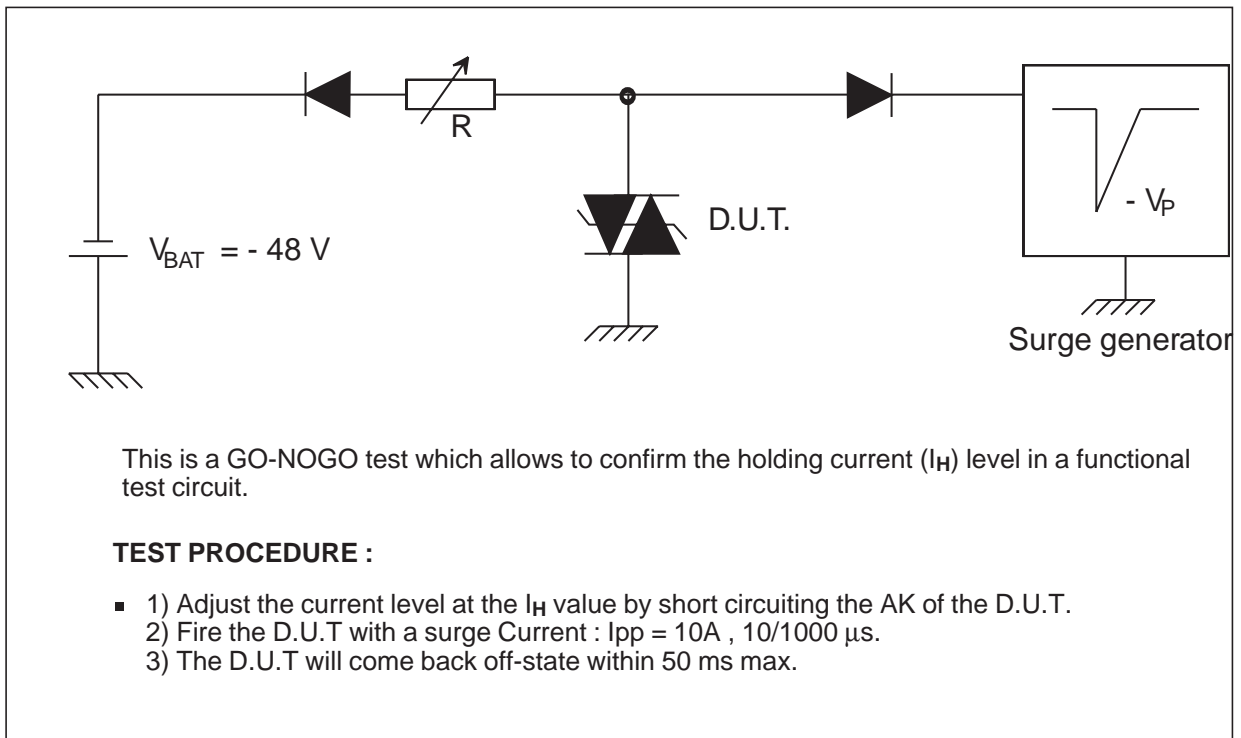 R
D.U.T.
V_BAT = - 48 V
- V_P
Surge generator
This is a GO-NOGO test which allows to confirm the holding current (I_H) level in a functional
test circuit.
TEST PROCEDURE :
▪ 1) Adjust the current level at the I_H value by short circuiting the AK of the D.U.T.
2) Fire the D.U.T with a surge Current : Ipp = 10A , 10/1000 μs.
3) The D.U.T will come back off-state within 50 ms max.